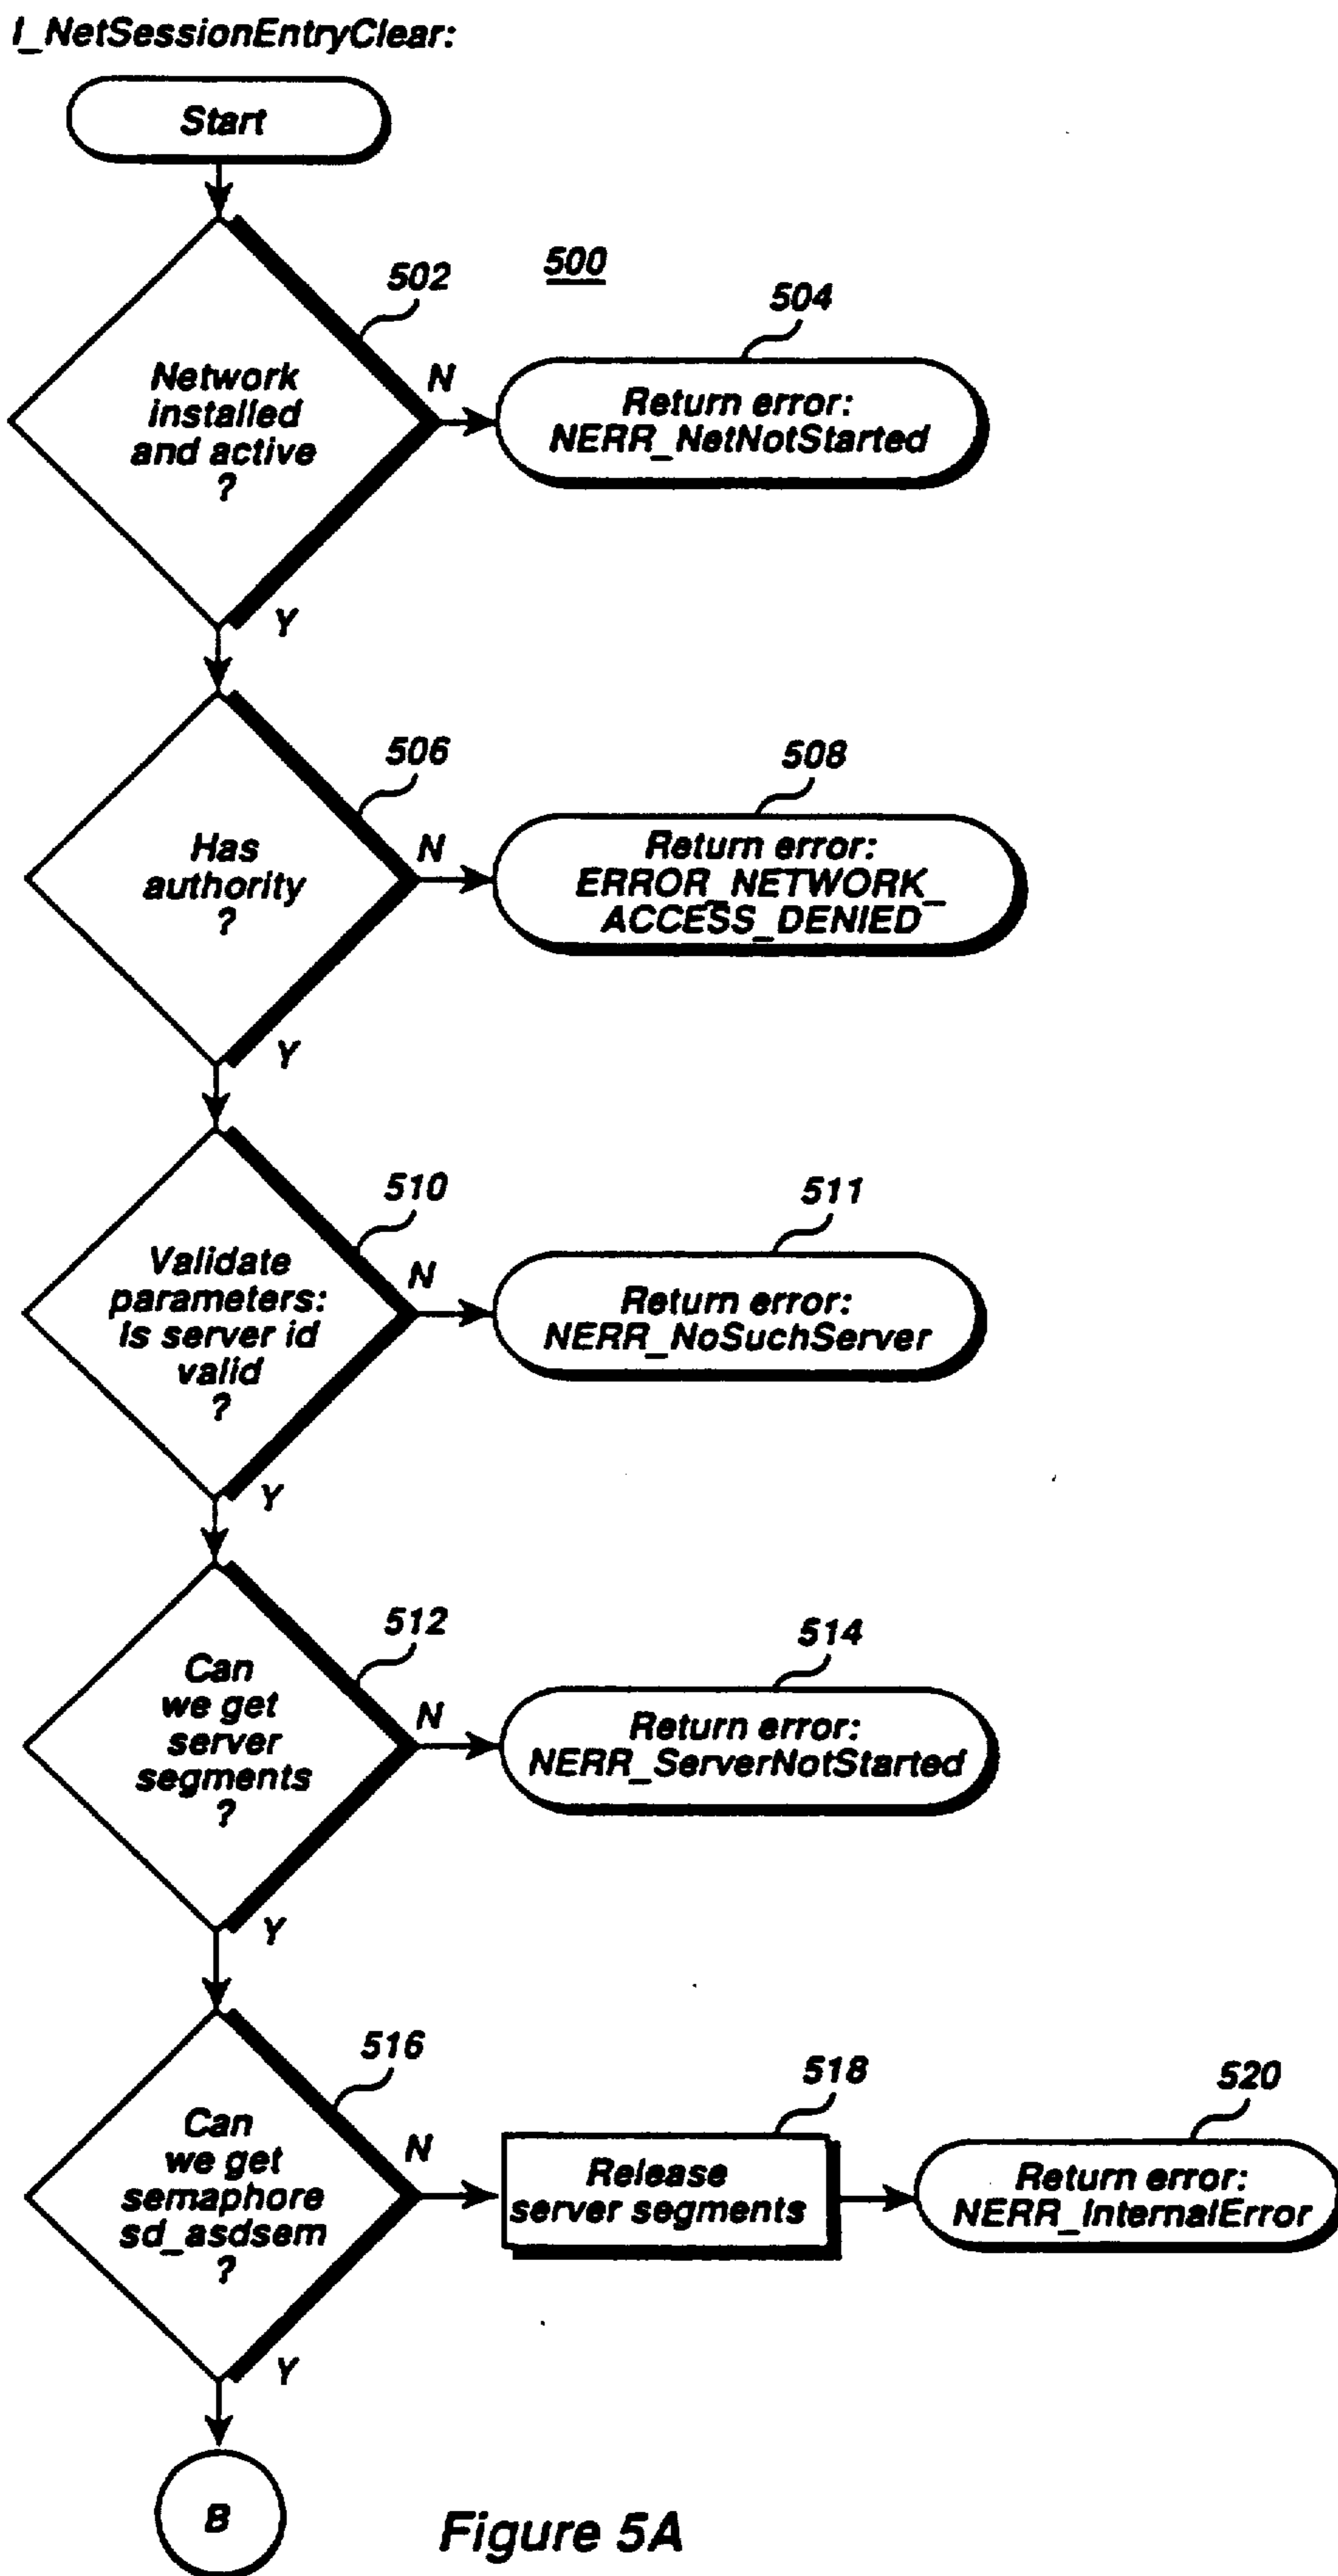 I_NetSessionEntryClear:
Start
500
502
Network
installed
and active
?
N
504
Return error:
NERR_NetNotStarted
Y
506
Has
authority
?
N
508
Return error:
ERROR_NETWORK_
ACCESS_DENIED
Y
510
Validate
parameters:
Is server id
valid
?
N
511
Return error:
NERR_NoSuchServer
Y
512
Can
we get
server
segments
?
N
514
Return error:
NERR_ServerNotStarted
Y
516
Can
we get
semaphore
sd_asdsem
?
N
518
Release
server segments
520
Return error:
NERR_InternalError
Y
B
Figure 5A